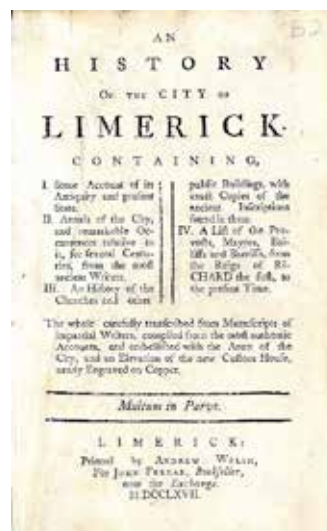 AN
HISTORY
OF THE CITY OF
LIMERICK.
CONTAINING,
I. Some Account of its
Antiquity and present
State.
II. Annals of the City,
and remarkable Oc-
currences relative to
it, for several Centu-
ries, from the most
ancient Writers.
III. An History of the
Churches and other
public Buildings, with
exact Copies of the
ancient Inscriptions
found in them.
IV. A List of the Pro-
vosts, Mayors, Bai-
liffs and Sheriffs, from
the Reign of RI-
CHARD the first, to
the present Time.
The whole carefully transcribed from Manuscripts of
impartial Writers, compiled from the most authentic
Accounts, and embellished with the Arms of the
City, and an Elevation of the new Custom House,
neatly Engraved on Copper.
Multum in Parvo.
LIMERICK:
Printed by ANDREW WELSH,
For JOHN FERRAR, Bookseller,
near the Exchange.
MDCCLXVII.